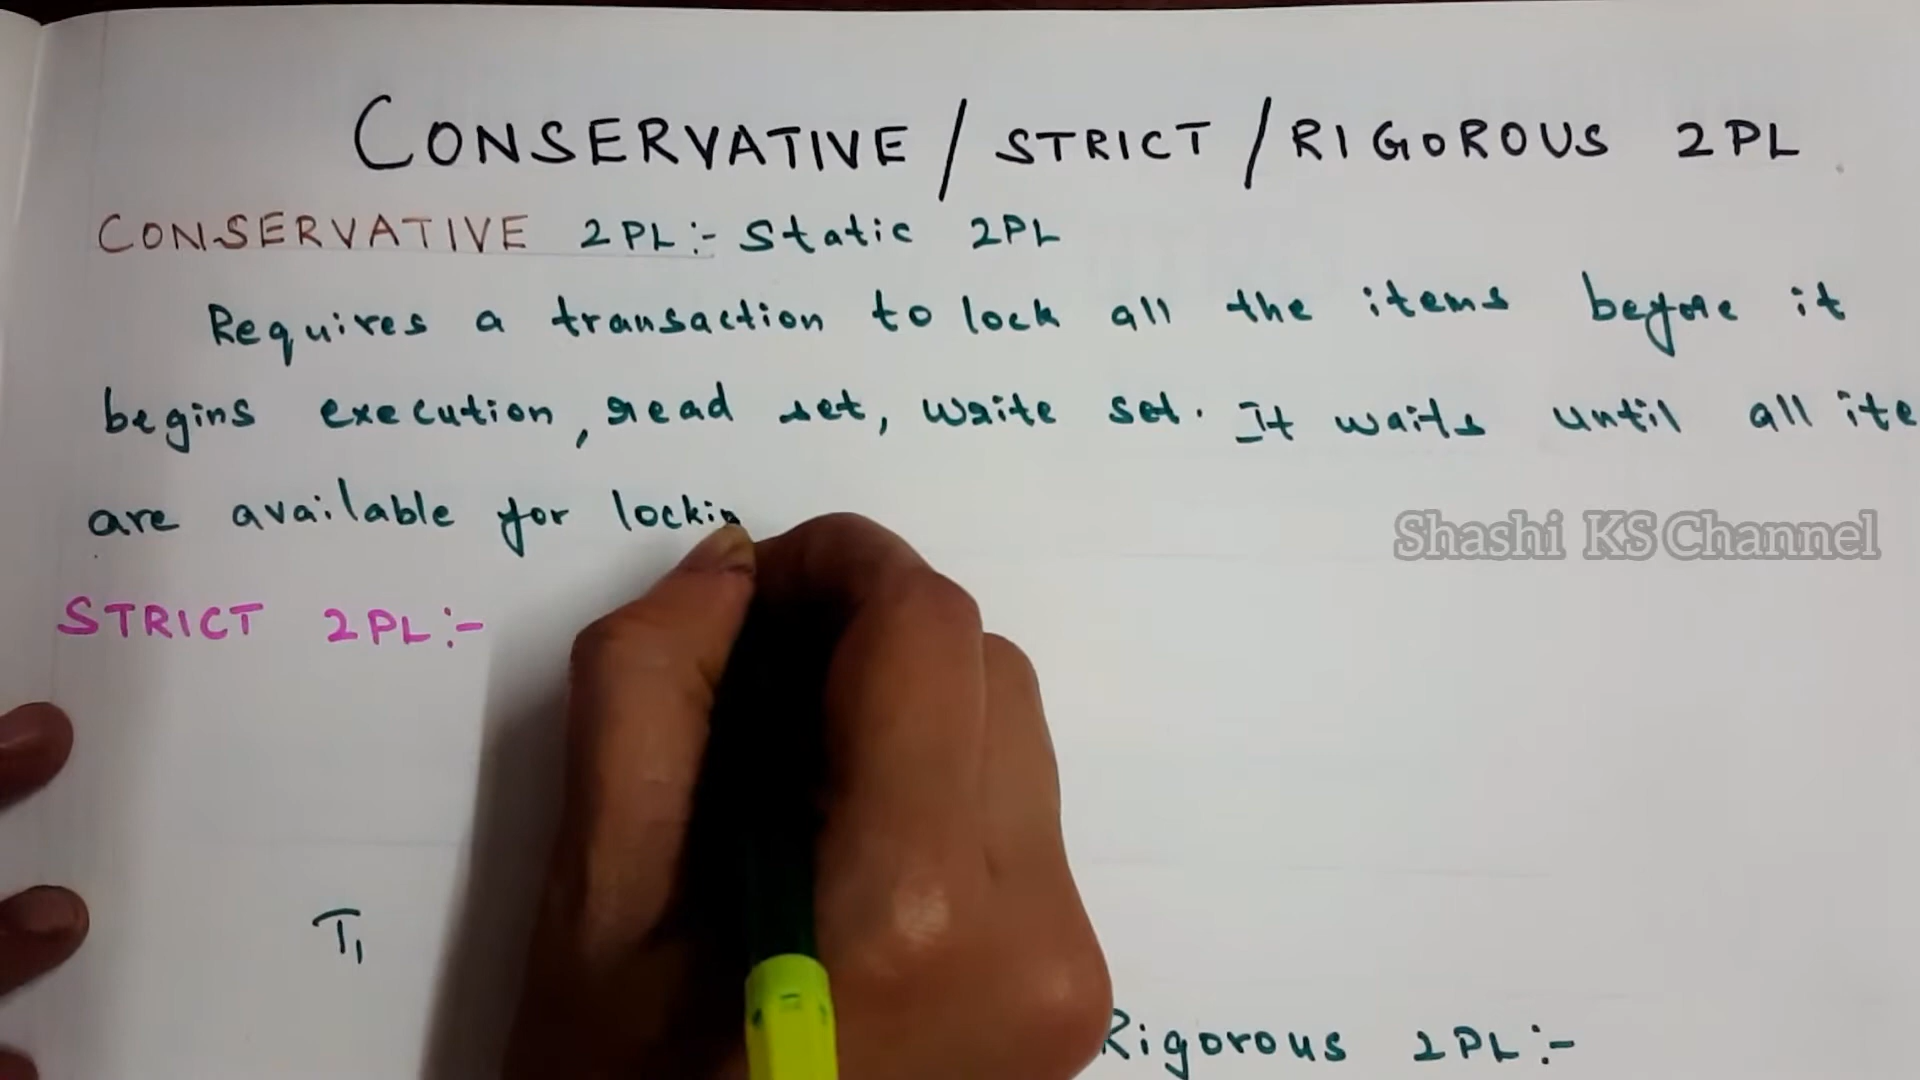 CONSERVATIVE / STRICT / RIGOROUS 2PL
CONSERVATIVE 2PL:- Static 2PL
Requires a transaction to lock all the items before it
begins execution, read set, write set. It waits until all ite
are available for lockin
Shashi KS Channel
STRICT 2PL:-
T1
Rigorous 2PL:-